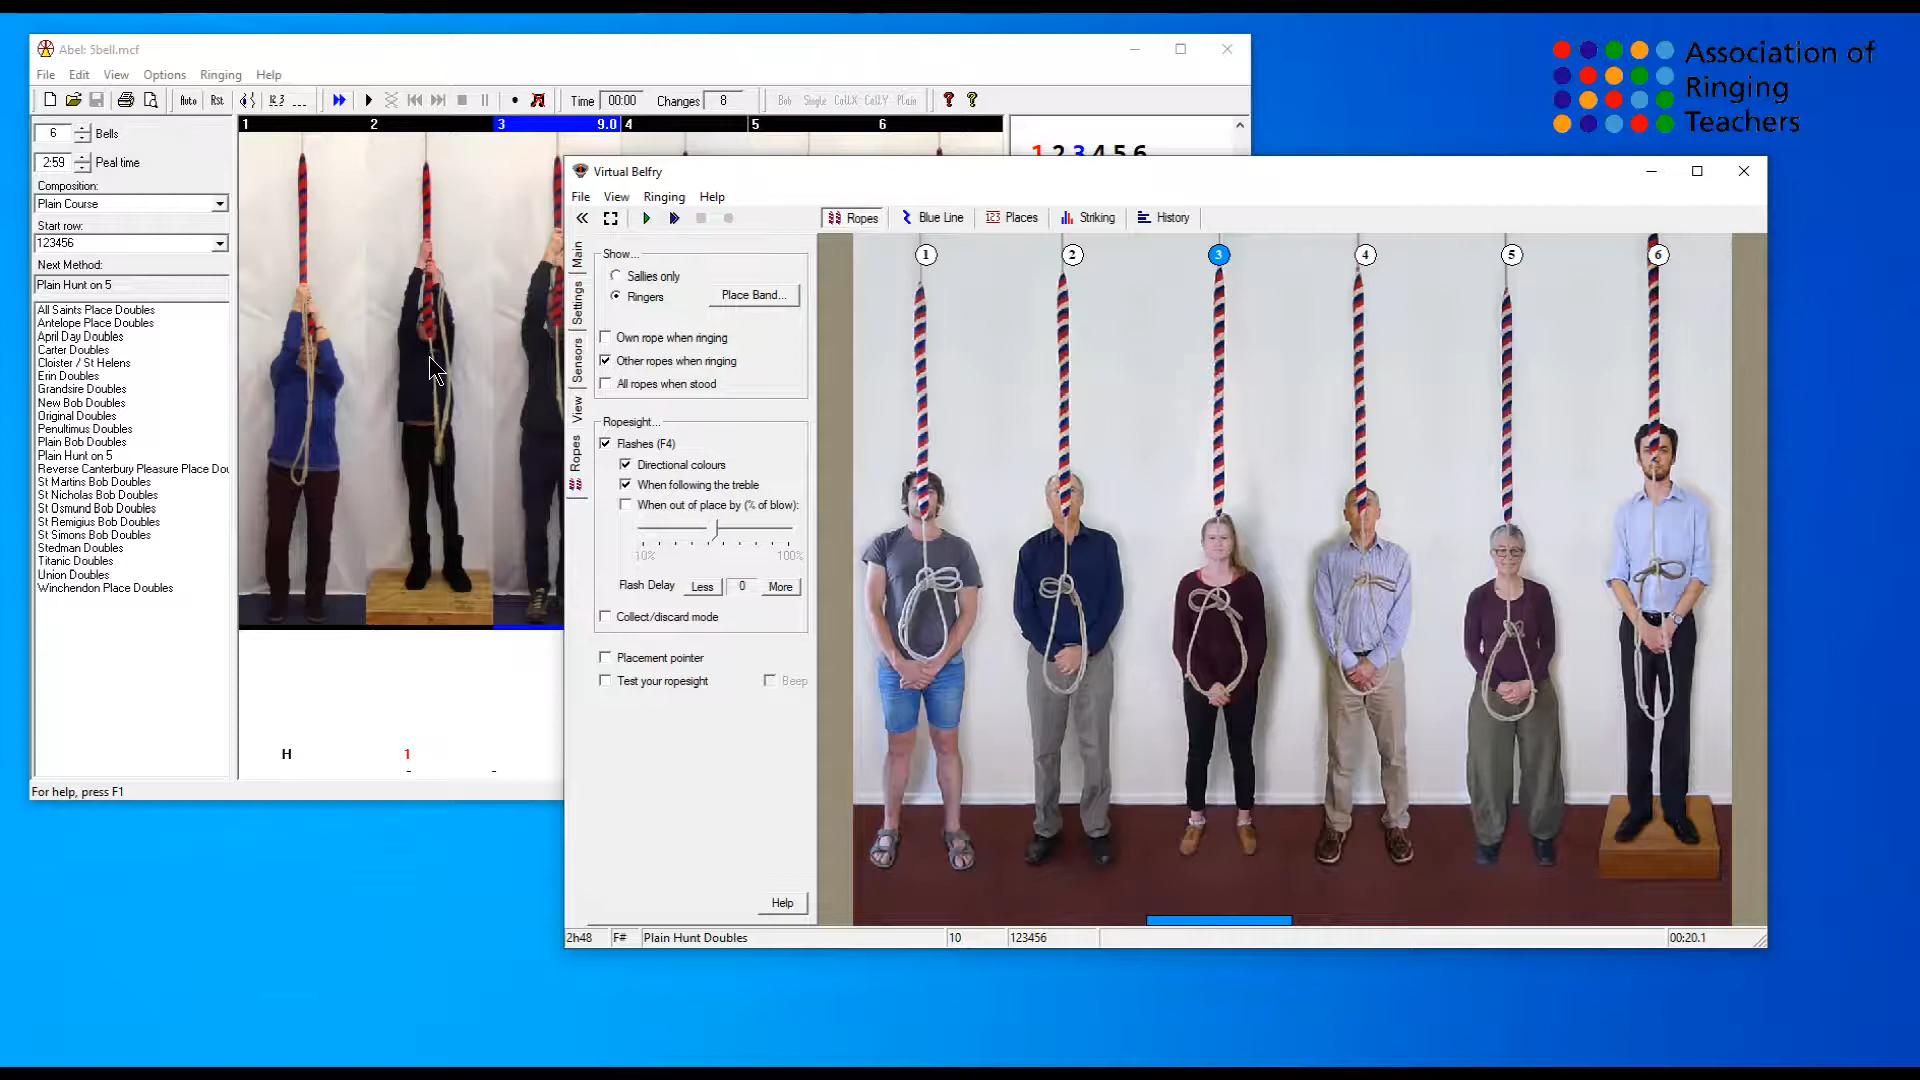 Abel: 5bell.mcf
File Edit View Options Ringing Help
Auto Rst Time 00:00 Changes 8 Bob Single CallX CallY Plain
6 Bells
2:59 Peal time
Composition:
Plain Course
Start row:
123456
Next Method:
Plain Hunt on 5
All Saints Place Doubles
Antelope Place Doubles
April Day Doubles
Carter Doubles
Cloister / St Helens
Erin Doubles
Grandsire Doubles
New Bob Doubles
Original Doubles
Penultimus Doubles
Plain Bob Doubles
Plain Hunt on 5
Reverse Canterbury Pleasure Place Dou
St Martins Bob Doubles
St Nicholas Bob Doubles
St Osmund Bob Doubles
St Remigius Bob Doubles
St Simons Bob Doubles
Stedman Doubles
Titanic Doubles
Union Doubles
Winchendon Place Doubles
For help, press F1
1 2 3 9.0 4 5 6
1 2 3 4 5 6
H 1
- -
Association of
Ringing
Teachers
Virtual Belfry
File View Ringing Help
Ropes Blue Line Places Striking History
Main
Settings
Sensors
View
Ropes
Show...
Sallies only
Ringers Place Band...
Own rope when ringing
Other ropes when ringing
All ropes when stood
Ropesight...
Flashes (F4)
Directional colours
When following the treble
When out of place by (% of blow):
10% 100%
Flash Delay Less 0 More
Collect/discard mode
Placement pointer
Test your ropesight Beep
Help
1 2 3 4 5 6
2h48 F# Plain Hunt Doubles 10 123456 00:20.1